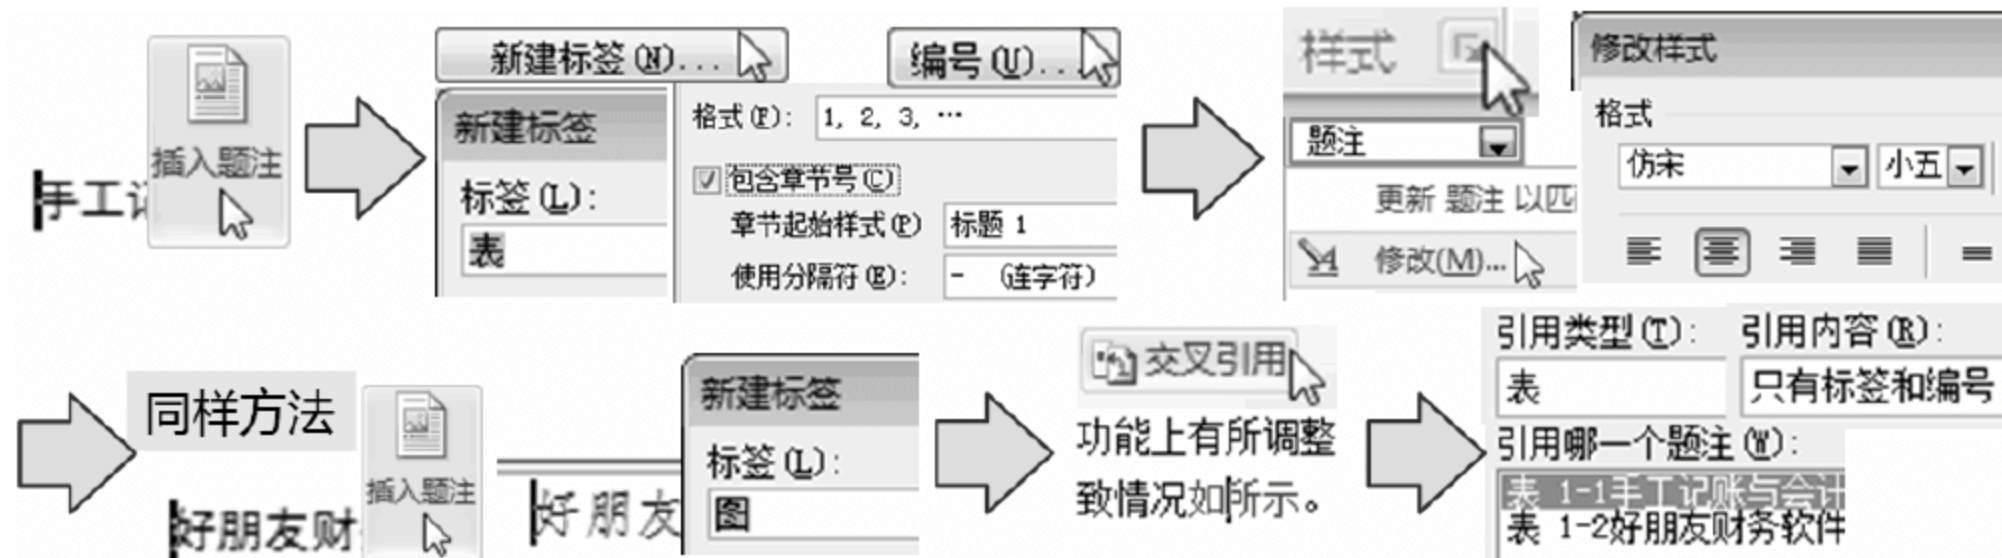 手工记
插入题注
新建标签(N)...
新建标签
标签(L):
表
编号(U)...
格式(F): 1, 2, 3, …
包含章节号(C)
章节起始样式(P) 标题 1
使用分隔符(E): - (连字符)
样式
题注
更新 题注 以匹
修改(M)...
修改样式
格式
仿宋 小五
同样方法
好朋友财
插入题注
好朋友
新建标签
标签(L):
图
交叉引用
功能上有所调整
致情况如所示。
引用类型(T): 引用内容(R):
表 只有标签和编号
引用哪一个题注(W):
表 1-1手工记账与会计
表 1-2好朋友财务软件